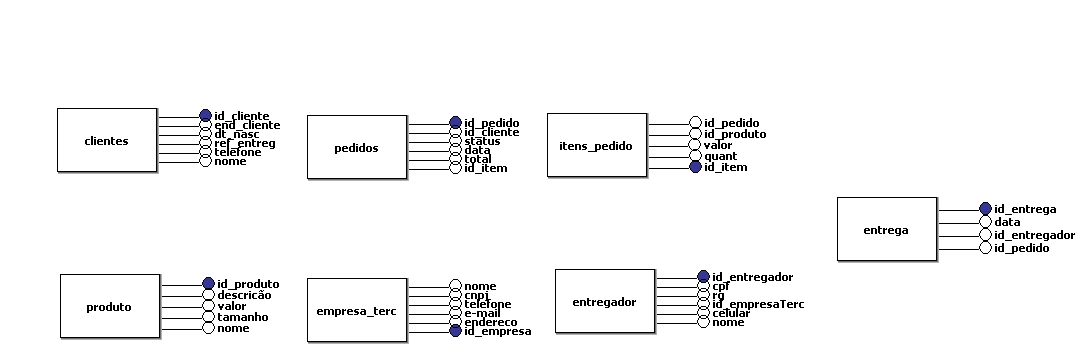 clientes
id_cliente
end_cliente
dt_nasc
ref_entreg
telefone
nome
pedidos
id_pedido
id_cliente
status
data
total
id_item
itens_pedido
id_pedido
id_produto
valor
quant
id_item
entrega
id_entrega
data
id_entregador
id_pedido
produto
id_produto
descricão
valor
tamanho
nome
empresa_terc
nome
cnpj
telefone
e-mail
endereco
id_empresa
entregador
id_entregador
cpf
rg
id_empresaTerc
celular
nome